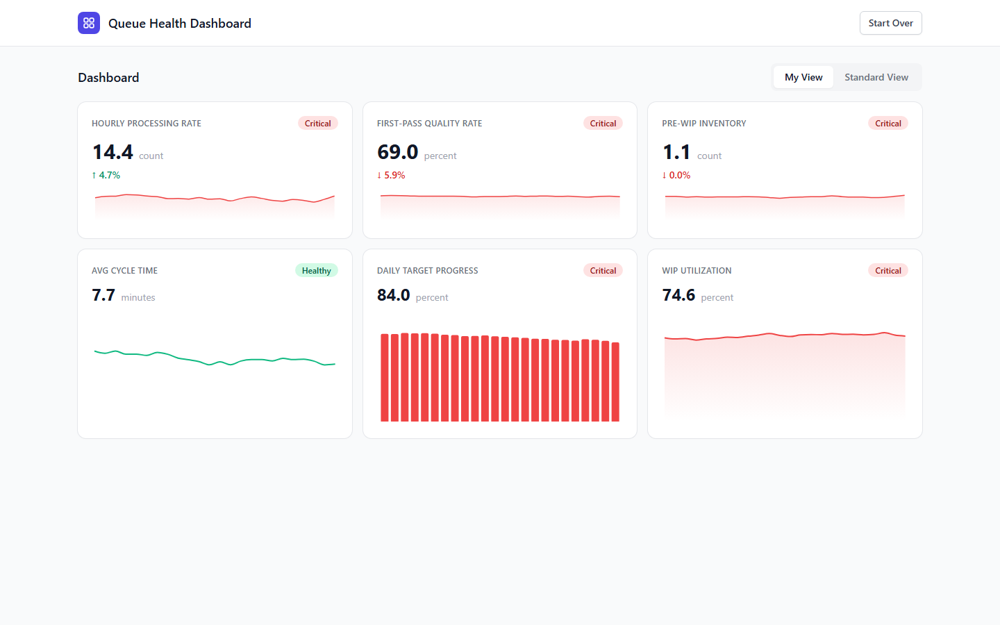 Queue Health Dashboard
Start Over
Dashboard
My View
Standard View
HOURLY PROCESSING RATE
Critical
14.4 count
↑ 4.7%
FIRST-PASS QUALITY RATE
Critical
69.0 percent
↓ 5.9%
PRE-WIP INVENTORY
Critical
1.1 count
↓ 0.0%
AVG CYCLE TIME
Healthy
7.7 minutes
DAILY TARGET PROGRESS
Critical
84.0 percent
WIP UTILIZATION
Critical
74.6 percent